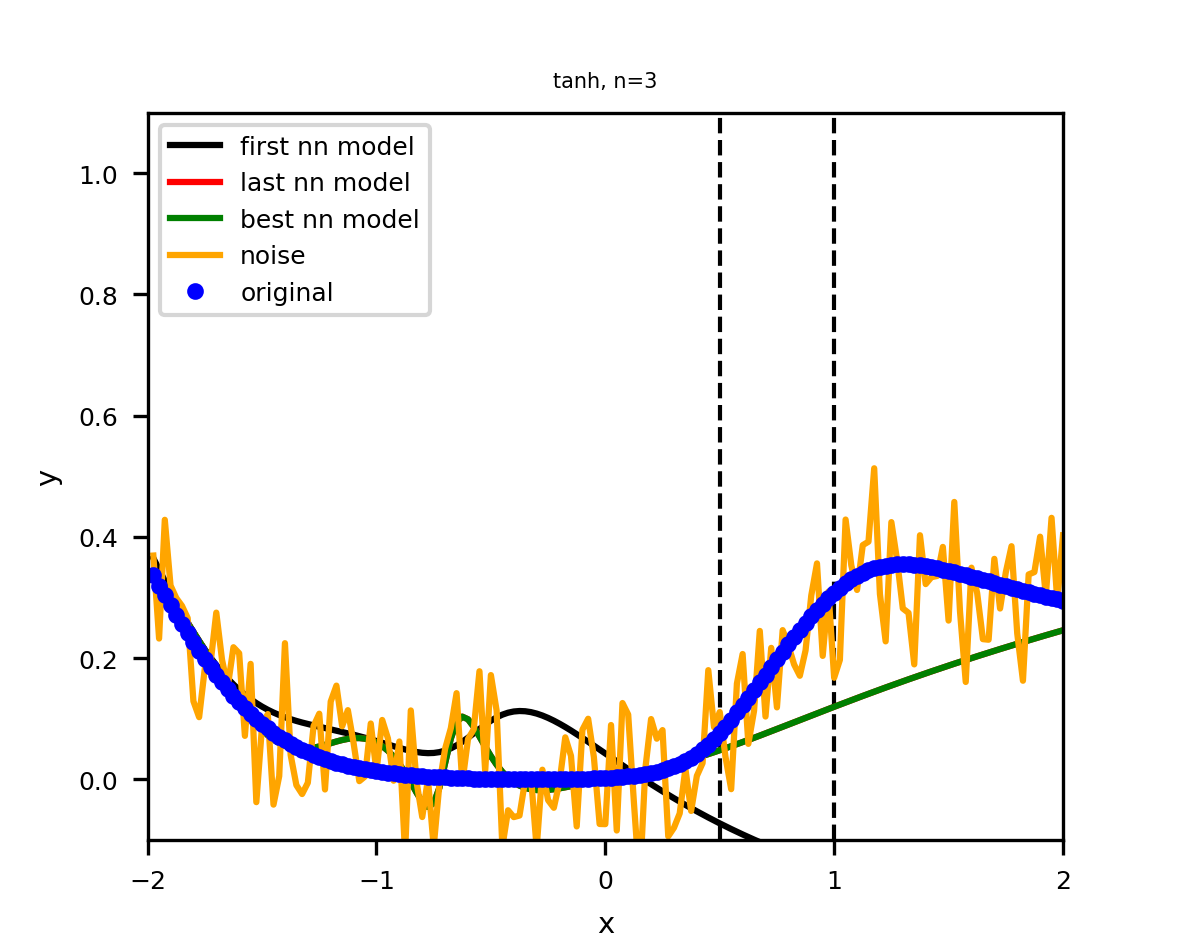 tanh, n=3
first nn model
last nn model
best nn model
noise
original
1.0
0.8
0.6
0.4
0.2
0.0
y
−2
−1
0
1
2
x